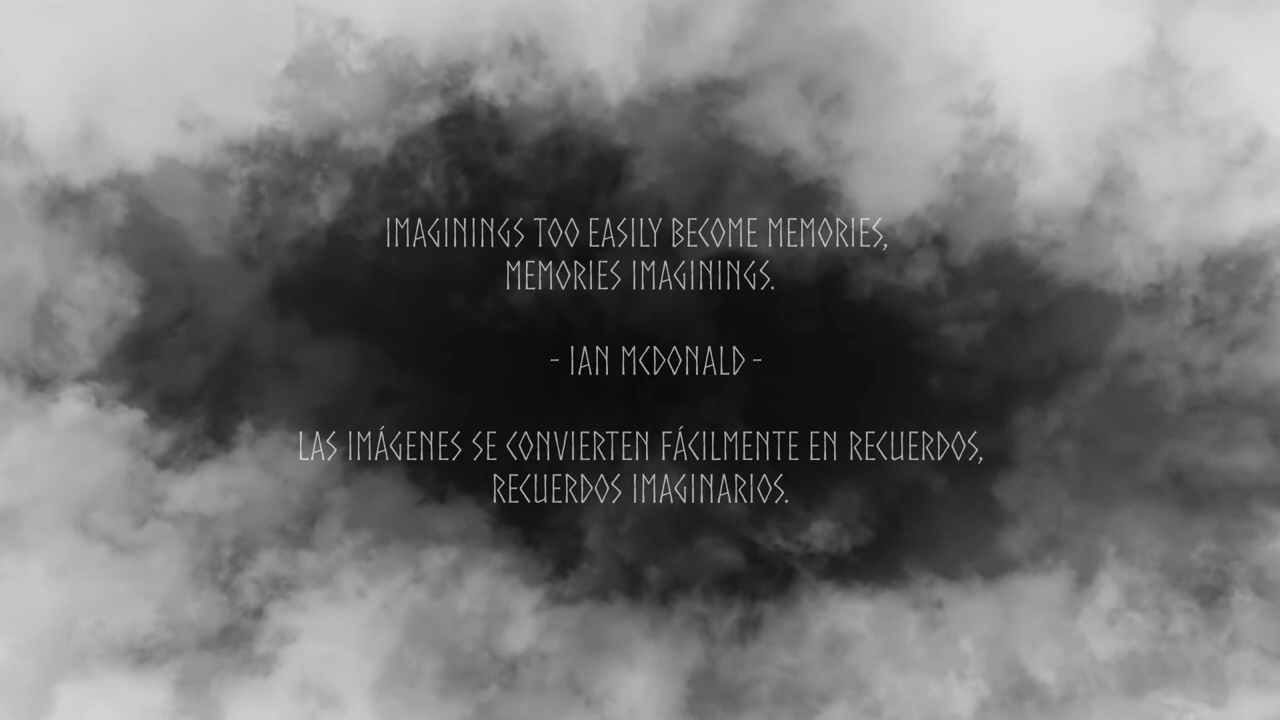 IMAGININGS TOO EASILY BECOME MEMORIES,
MEMORIES IMAGININGS.
- IAN MCDONALD -
LAS IMÁGENES SE CONVIERTEN FÁCILMENTE EN RECUERDOS,
RECUERDOS IMAGINARIOS.